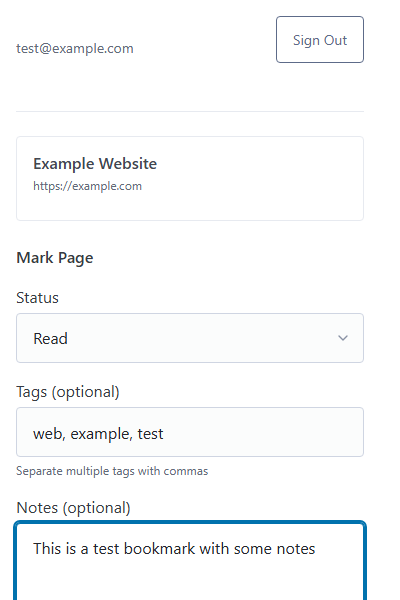 test@example.com
Sign Out
Example Website
https://example.com
Mark Page
Status
Read
Tags (optional)
web, example, test
Separate multiple tags with commas
Notes (optional)
This is a test bookmark with some notes